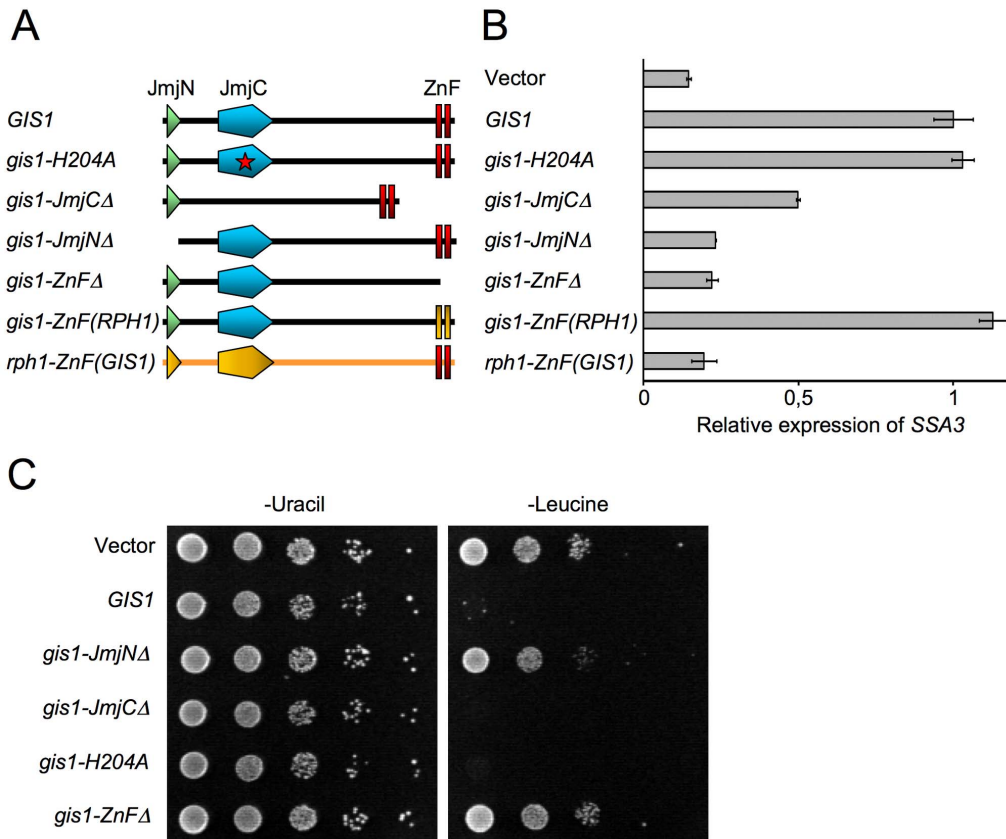 A
JmjN JmjC ZnF
GIS1
gis1-H204A
gis1-JmjCΔ
gis1-JmjNΔ
gis1-ZnFΔ
gis1-ZnF(RPH1)
rph1-ZnF(GIS1)
B
Vector
GIS1
gis1-H204A
gis1-JmjCΔ
gis1-JmjNΔ
gis1-ZnFΔ
gis1-ZnF(RPH1)
rph1-ZnF(GIS1)
0 0,5 1
Relative expression of SSA3
C
-Uracil -Leucine
Vector
GIS1
gis1-JmjNΔ
gis1-JmjCΔ
gis1-H204A
gis1-ZnFΔ